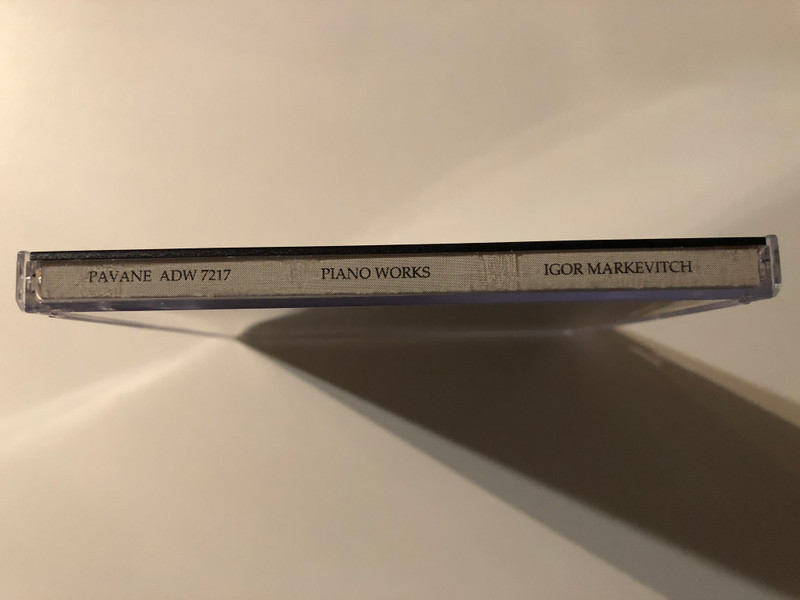 PAVANE ADW 7217 PIANO WORKS IGOR MARKEVITCH